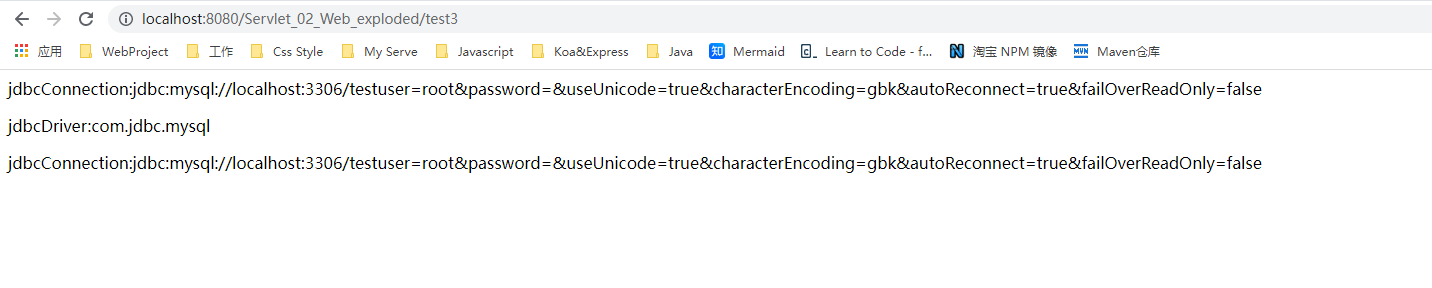 localhost:8080/Servlet_02_Web_exploded/test3
应用 WebProject 工作 Css Style My Serve Javascript Koa&Express Java 知 Mermaid Learn to Code - f... 淘宝 NPM 镜像 MVN Maven仓库
jdbcConnection:jdbc:mysql://localhost:3306/testuser=root&password=&useUnicode=true&characterEncoding=gbk&autoReconnect=true&failOverReadOnly=false
jdbcDriver:com.jdbc.mysql
jdbcConnection:jdbc:mysql://localhost:3306/testuser=root&password=&useUnicode=true&characterEncoding=gbk&autoReconnect=true&failOverReadOnly=false